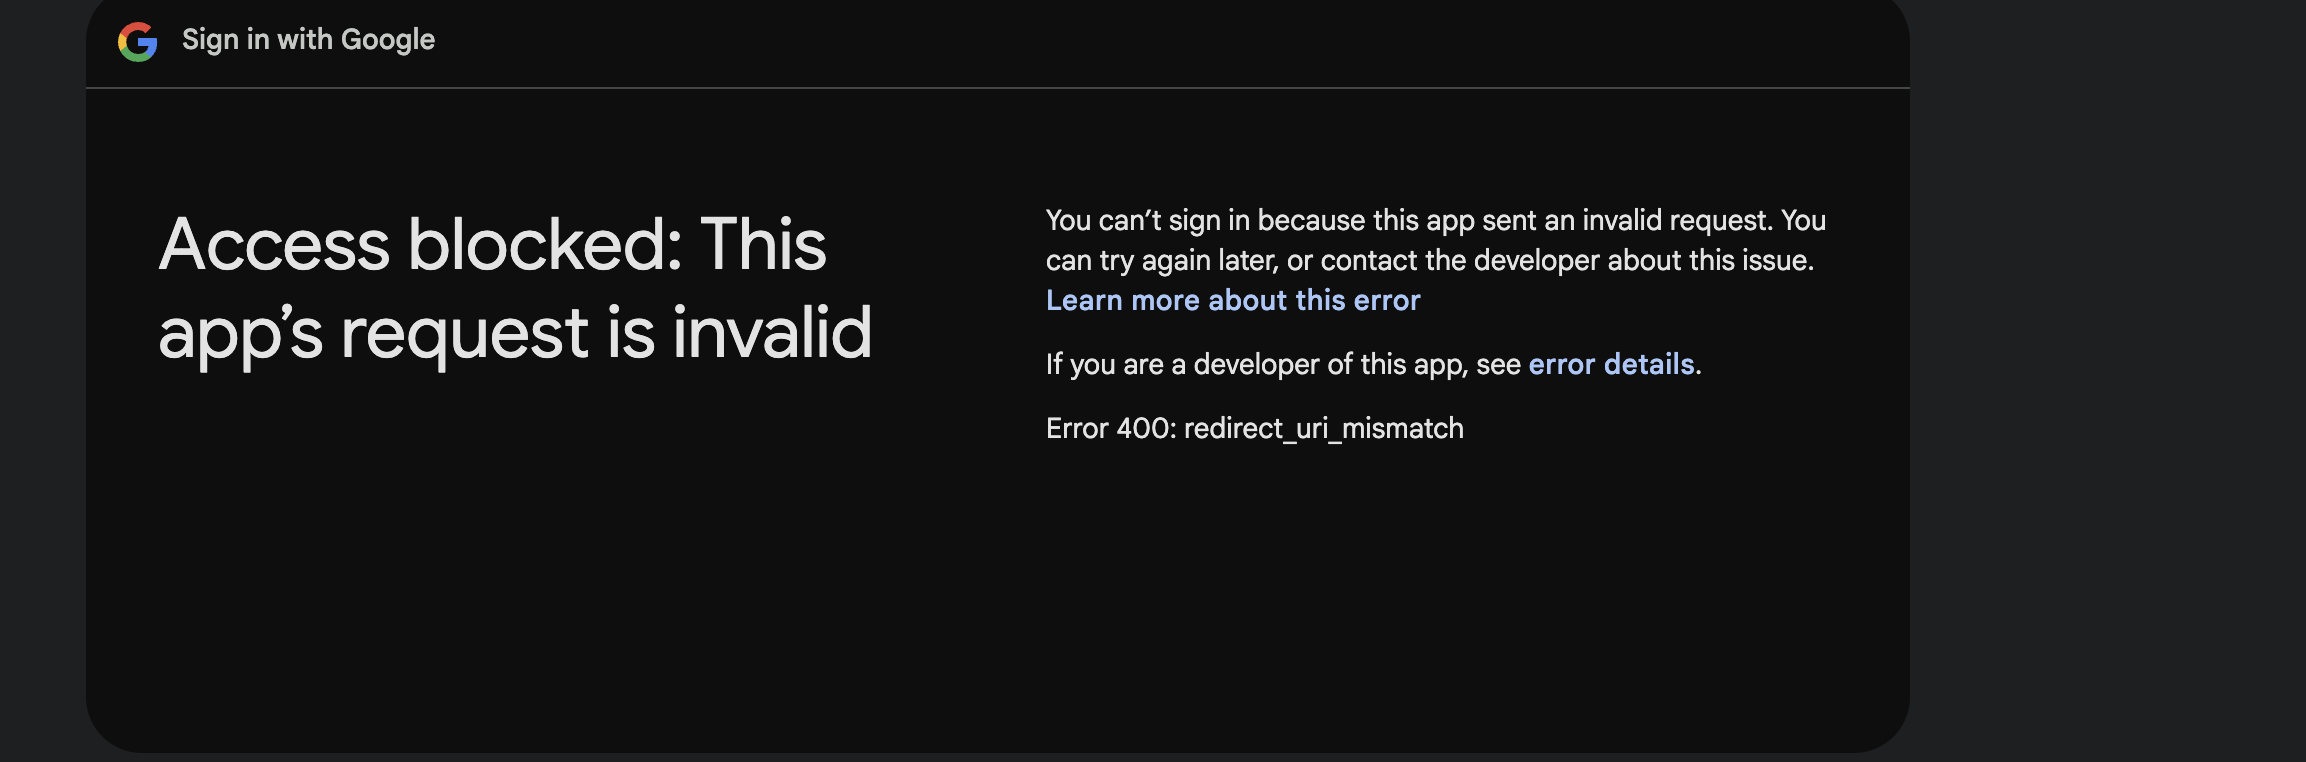 Sign in with Google
Access blocked: This
app’s request is invalid
You can’t sign in because this app sent an invalid request. You
can try again later, or contact the developer about this issue.
Learn more about this error
If you are a developer of this app, see error details.
Error 400: redirect_uri_mismatch